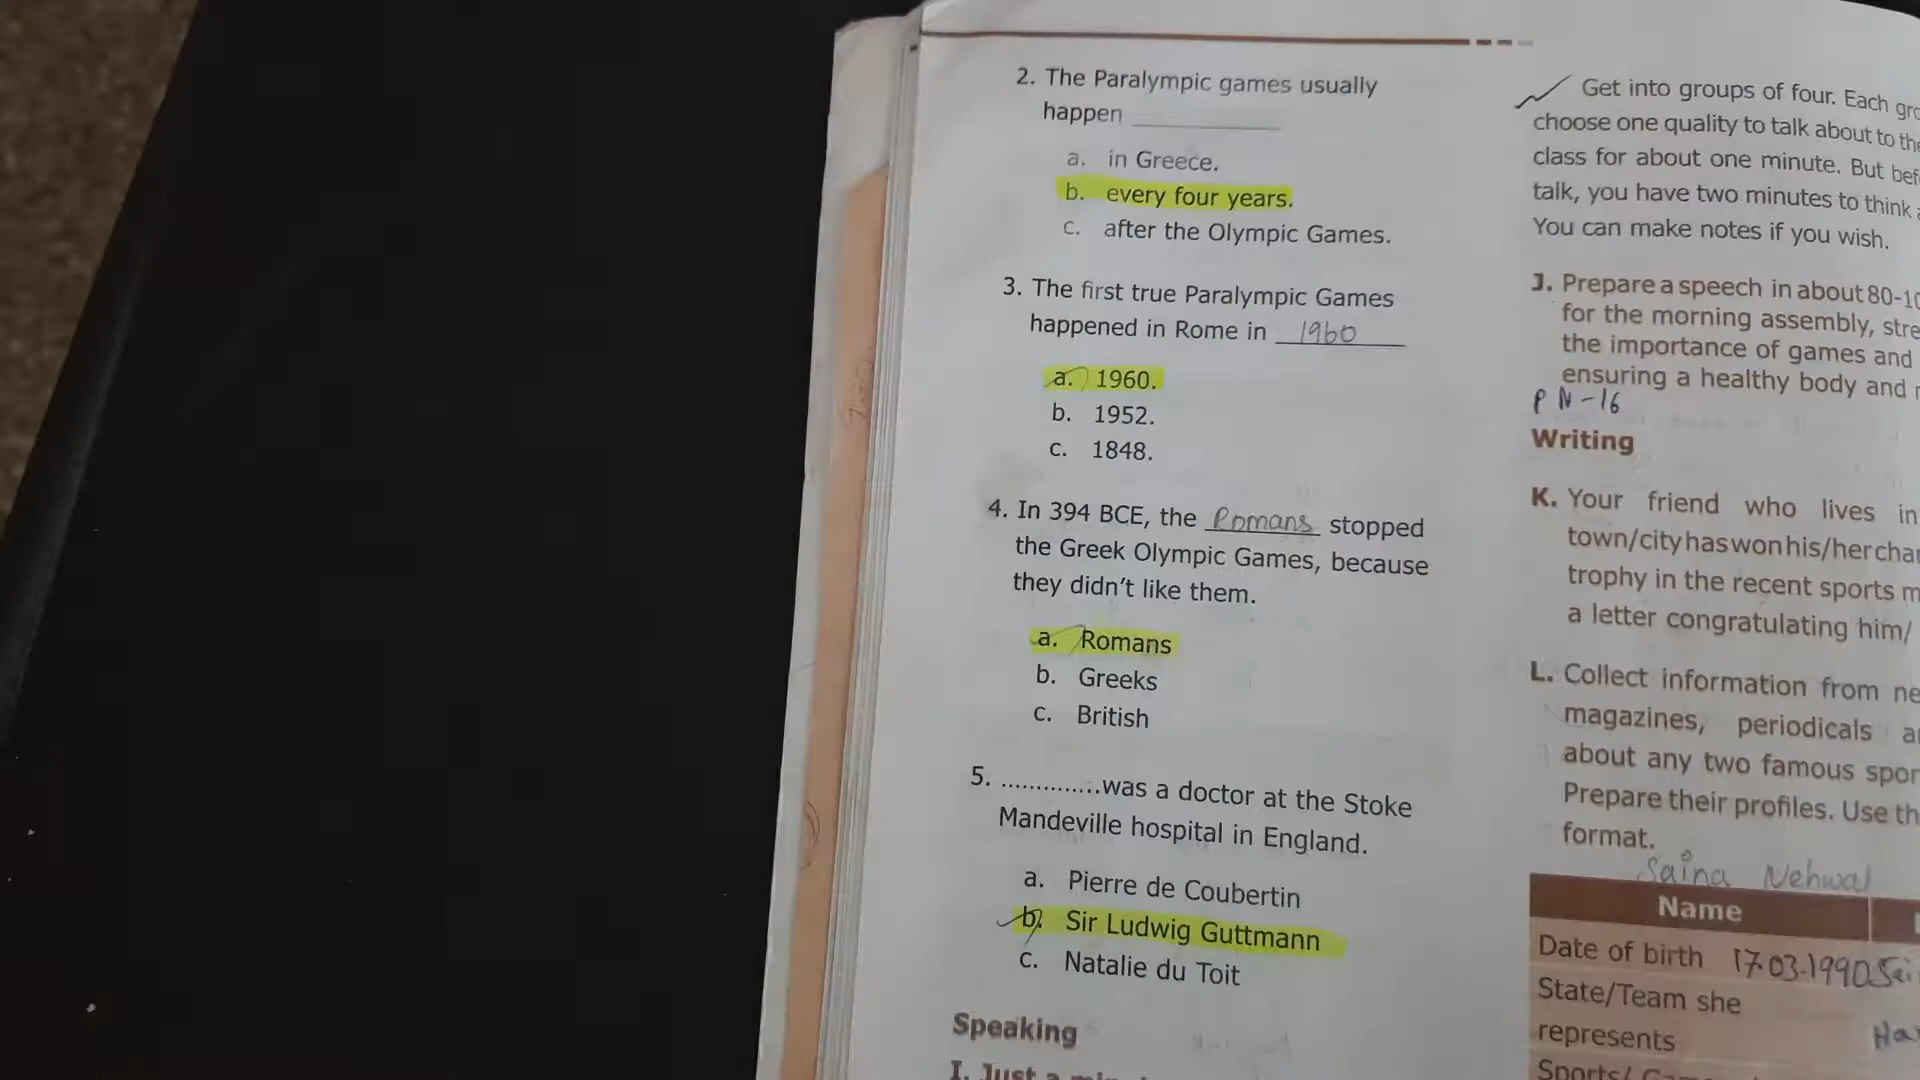 2. The Paralympic games usually
happen ____________
a. in Greece.
b. every four years.
c. after the Olympic Games.
3. The first true Paralympic Games
happened in Rome in 1960
a. 1960.
b. 1952.
c. 1848.
4. In 394 BCE, the Romans stopped
the Greek Olympic Games, because
they didn't like them.
a. Romans
b. Greeks
c. British
5. ..............was a doctor at the Stoke
Mandeville hospital in England.
a. Pierre de Coubertin
b. Sir Ludwig Guttmann
c. Natalie du Toit
Speaking
I. Just a
Get into groups of four. Each
choose one quality to talk about to
class for about one minute. But
talk, you have two minutes to think
You can make notes if you wish.
J. Prepare a speech in about 80-
for the morning assembly,
the importance of games and
ensuring a healthy body and
PN-16
Writing
K. Your friend who lives in
town/city has won his/her
trophy in the recent sports
a letter congratulating him/
L. Collect information from
magazines, periodicals
about any two famous
Prepare their profiles. Use
format.
Saina Nehwal
Name
Date of birth 17.03.1990
State/Team she
represents
Sports/